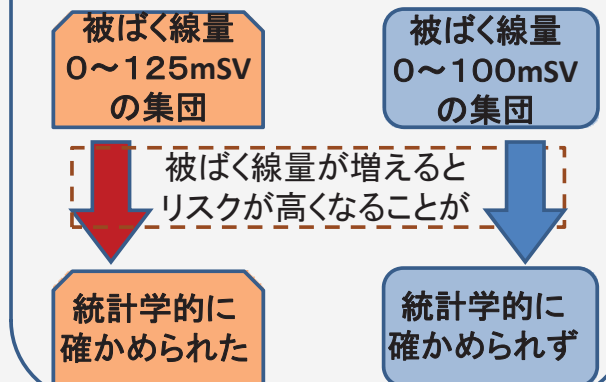 被ばく線量
0～125mSV
の集団
被ばく線量
0～100mSV
の集団
被ばく線量が増えると
リスクが高くなることが
統計学的に
確かめられた
統計学的に
確かめられず